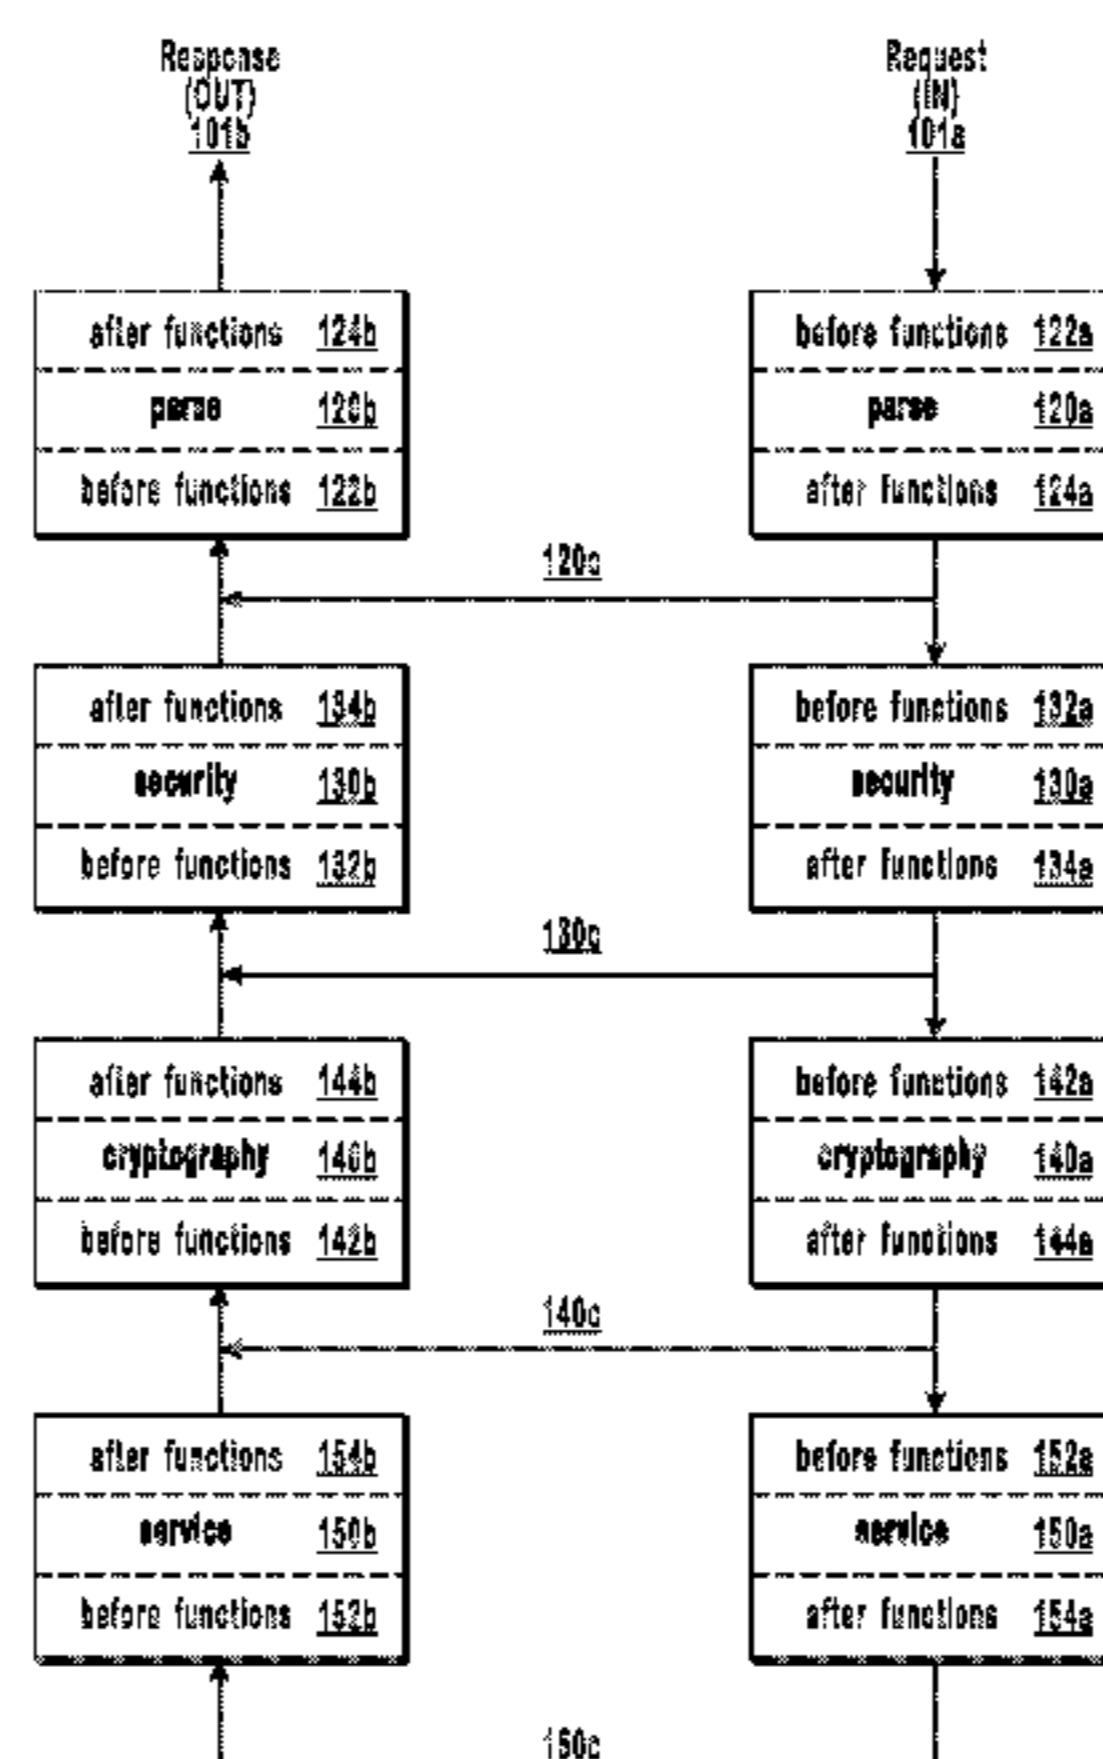 Response
(OUT)
101b
Request
(IN)
101a
after functions 124b
parse 120b
before functions 122b
before functions 122a
parse 120a
after functions 124a
120c
after functions 134b
security 130b
before functions 132b
before functions 132a
security 130a
after functions 134a
130c
after functions 144b
cryptography 140b
before functions 142b
before functions 142a
cryptography 140a
after functions 144a
140c
after functions 154b
service 150b
before functions 152b
before functions 152a
service 150a
after functions 154a
150c